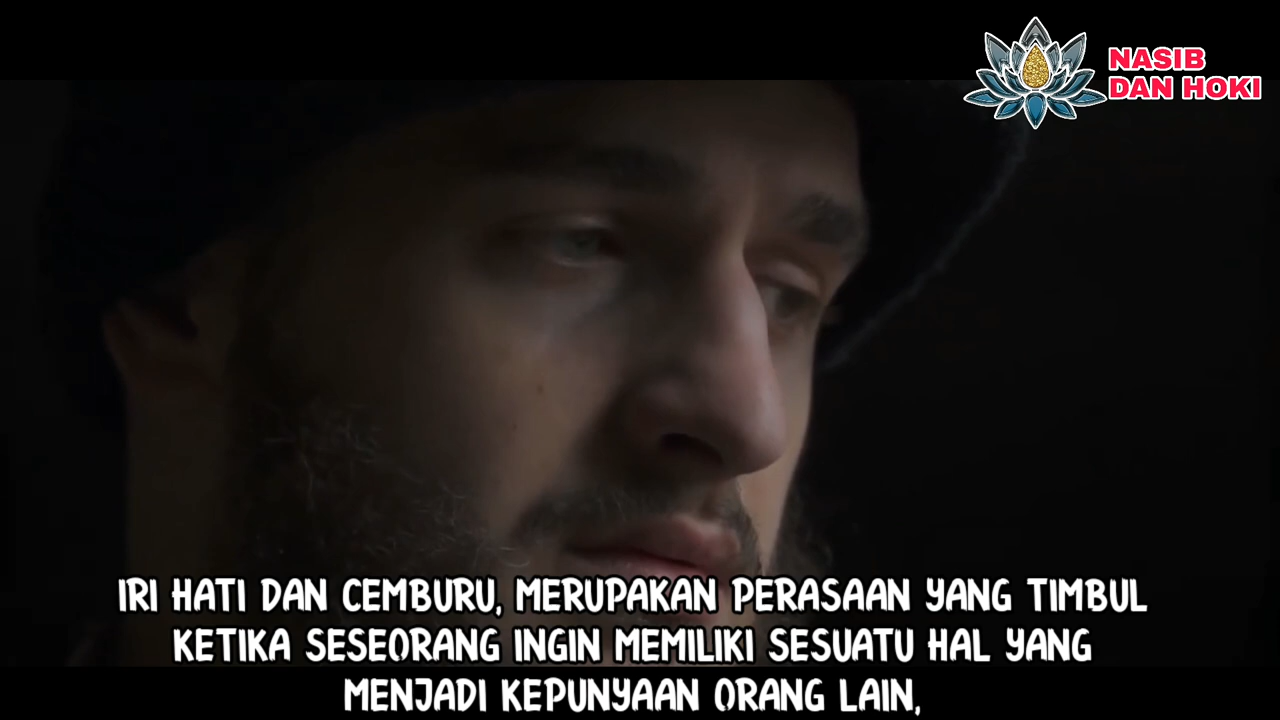 NASIB
DAN HOKI
IRI HATI DAN CEMBURU, MERUPAKAN PERASAAN YANG TIMBUL
KETIKA SESEORANG INGIN MEMILIKI SESUATU HAL YANG
MENJADI KEPUNYAAN ORANG LAIN,